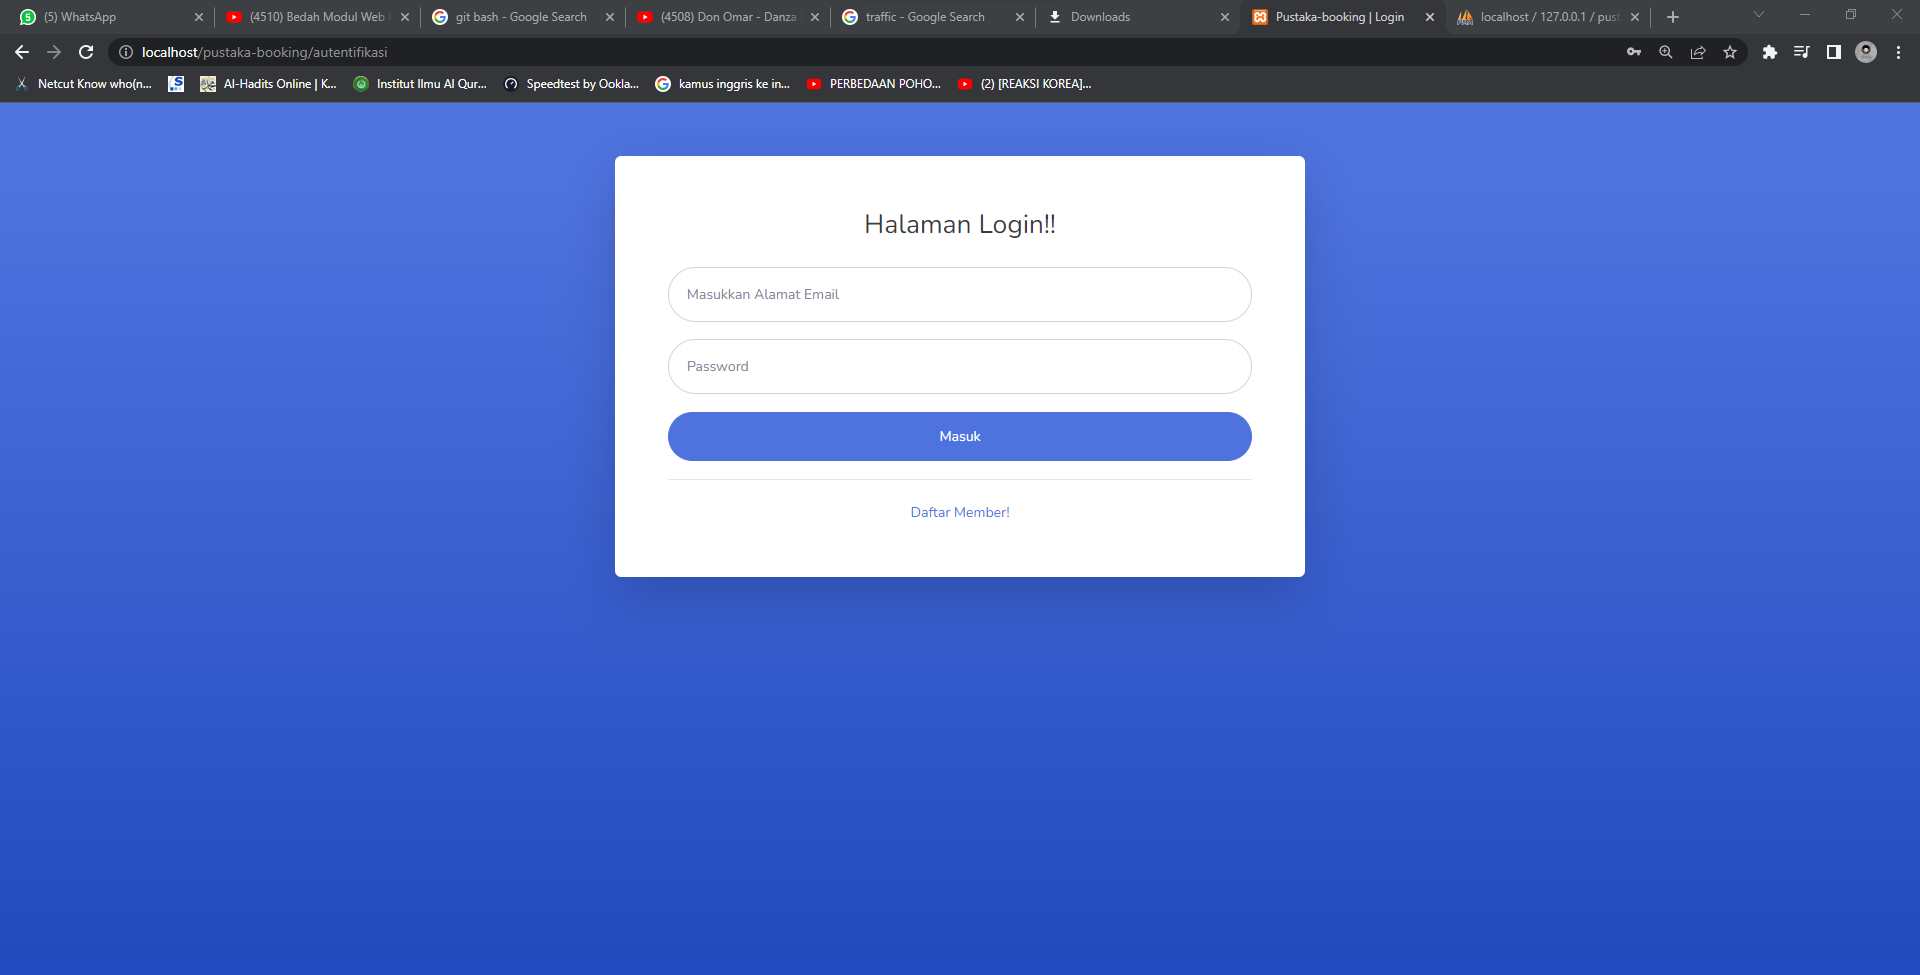 (5) WhatsApp
(4510) Bedah Modul Web
git bash - Google Search
(4508) Don Omar - Danza
traffic - Google Search
Downloads
Pustaka-booking | Login
localhost / 127.0.0.1 / pust
localhost/pustaka-booking/autentifikasi
Netcut Know who(n...
S
Al-Hadits Online | K...
Institut Ilmu Al Qur...
Speedtest by Ookla...
kamus inggris ke in...
PERBEDAAN POHO...
(2) [REAKSI KOREA]...
Halaman Login!!
Masukkan Alamat Email
Password
Masuk
Daftar Member!